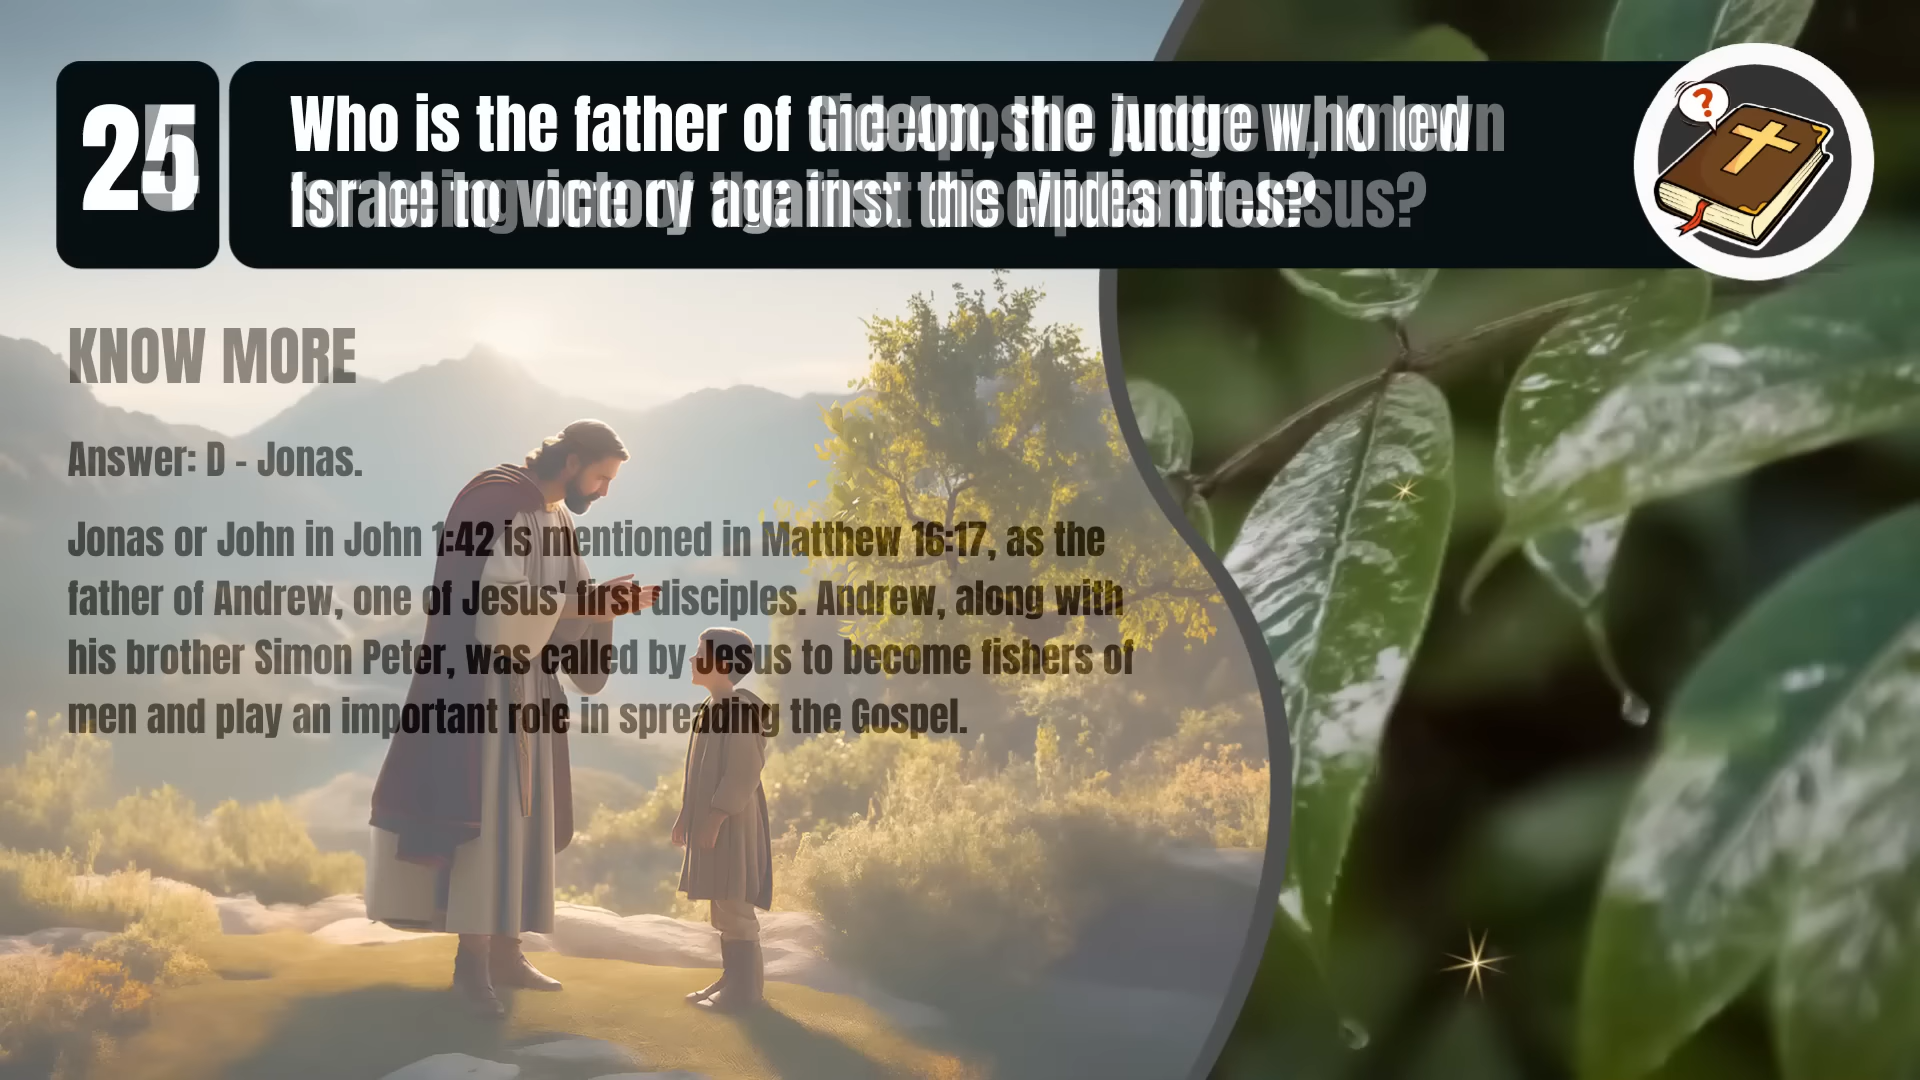 25
Who is the father of Gideon, the judge who led
Israel to victory against the Midianites?
KNOW MORE
Answer: D - Jonas.
Jonas or John in John 1:42 is mentioned in Matthew 16:17, as the
father of Andrew, one of Jesus' first disciples. Andrew, along with
his brother Simon Peter, was called by Jesus to become fishers of
men and play an important role in spreading the Gospel.
?